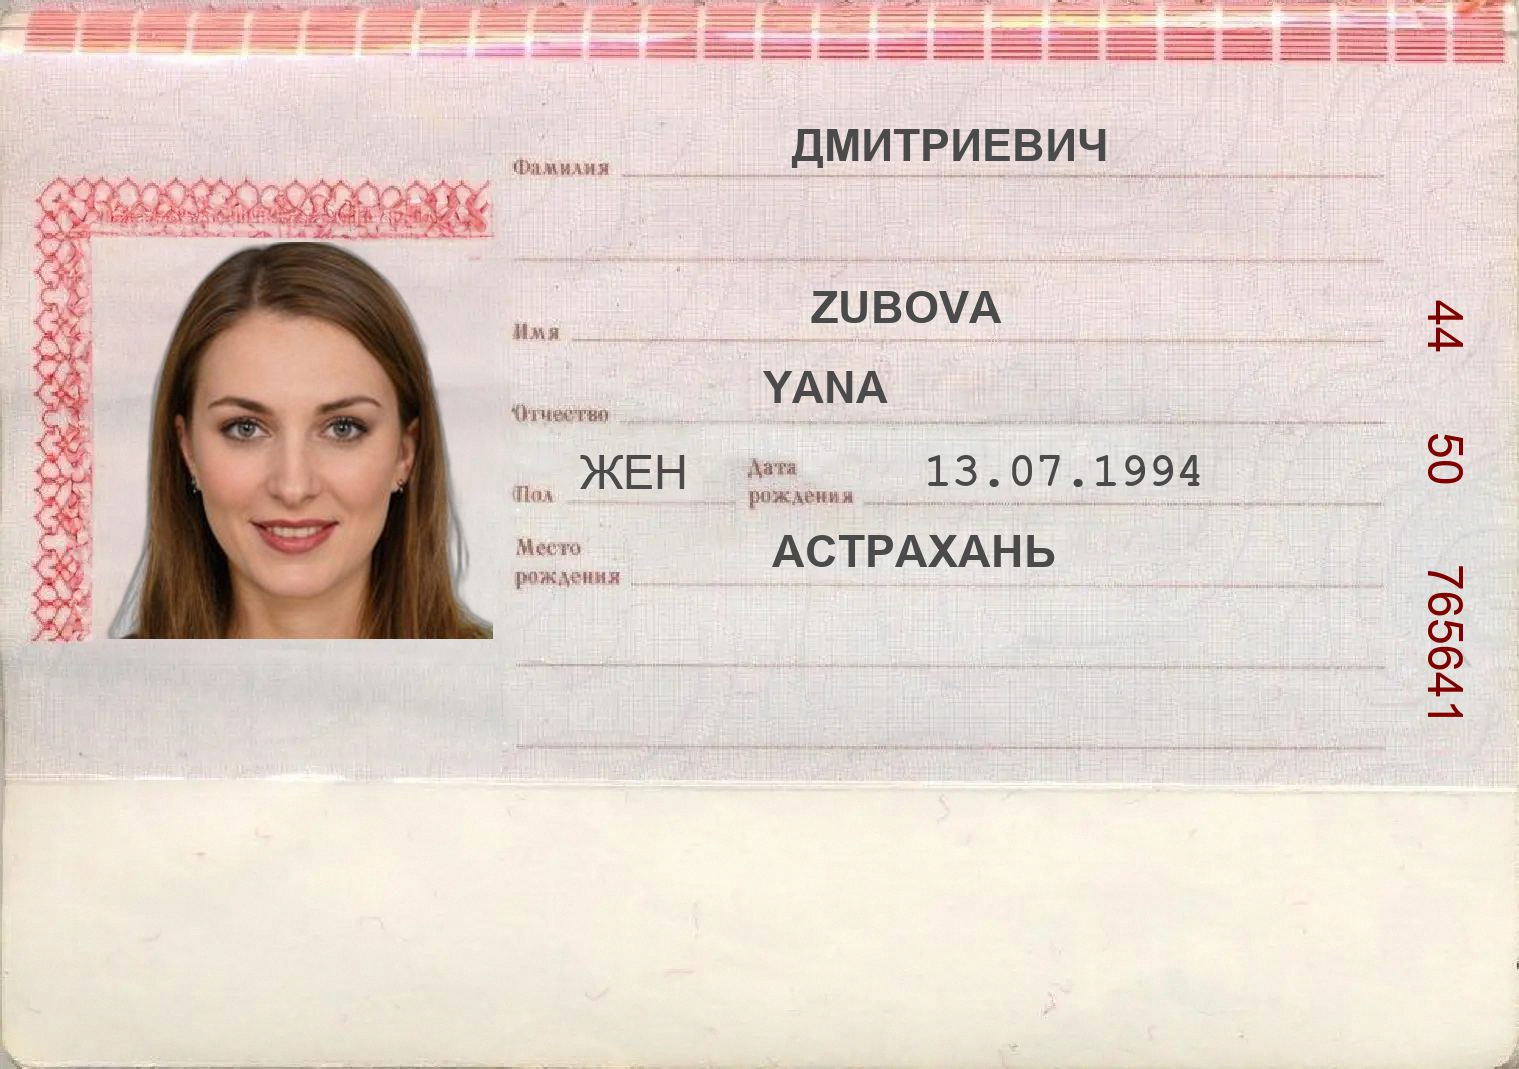 Фамилия ДМИТРИЕВИЧ
Имя ZUBOVA
Отчество YANA
Пол ЖЕН Дата рождения 13.07.1994
Место рождения АСТРАХАНЬ
44 50 765641